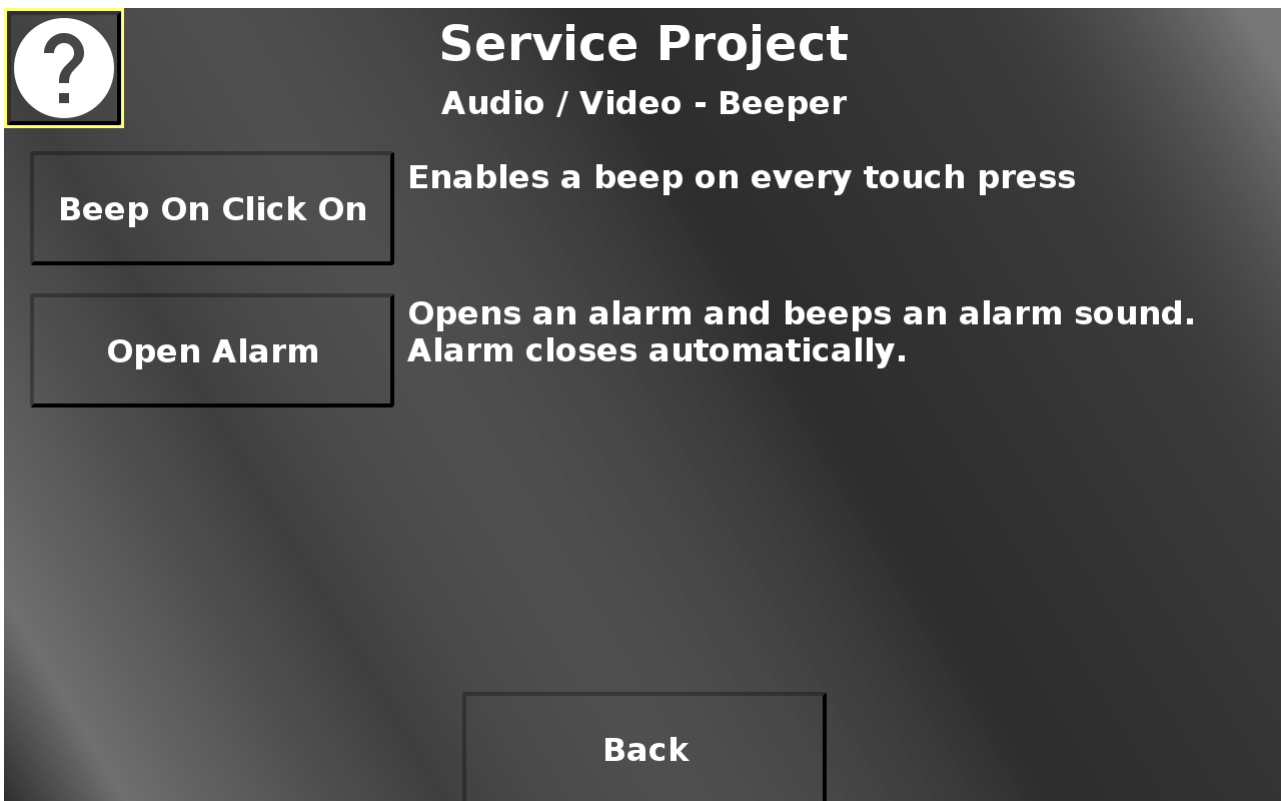 ?
Service Project
Audio / Video - Beeper
Beep On Click On
Enables a beep on every touch press
Open Alarm
Opens an alarm and beeps an alarm sound.
Alarm closes automatically.
Back